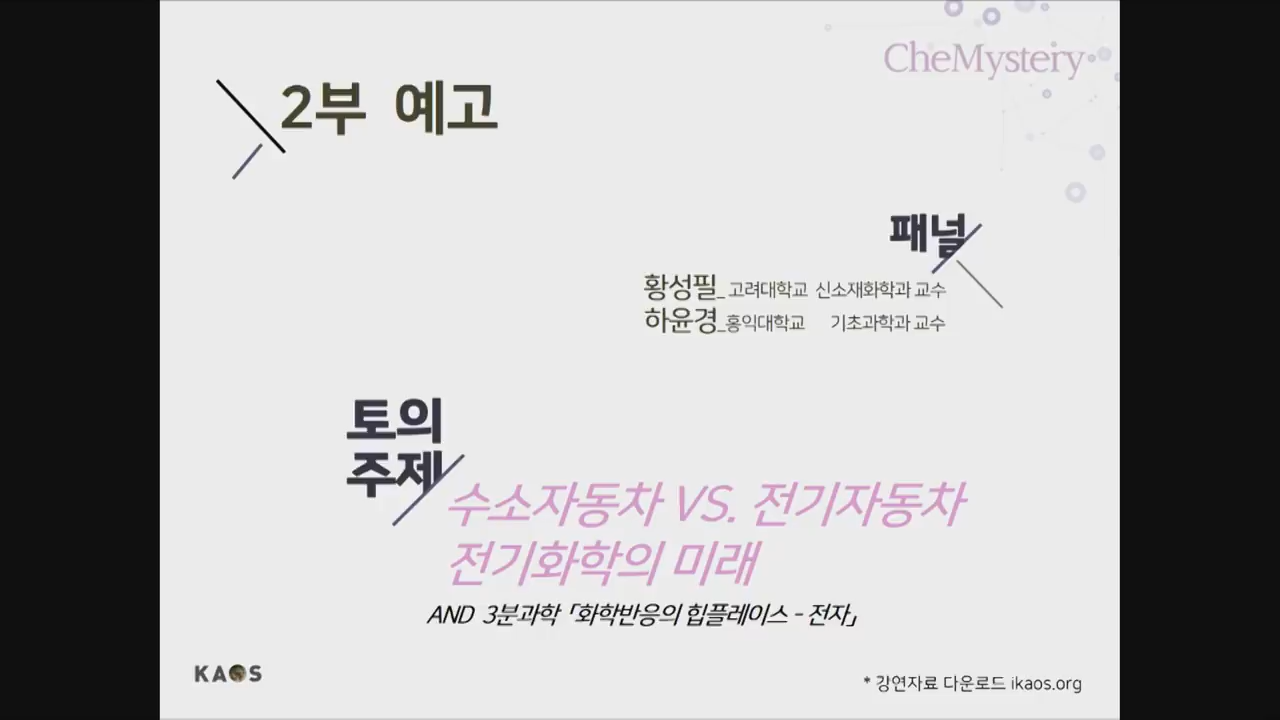 CheMystery
2부 예고
패널
황성필_ 고려대학교 신소재화학과 교수
하윤경_홍익대학교 기초과학과 교수
토의
주제
수소자동차 VS. 전기자동차
전기화학의 미래
AND 3분과학 「화학반응의 힙플레이스 - 전자」
KAOS
* 강연자료 다운로드 ikaos.org